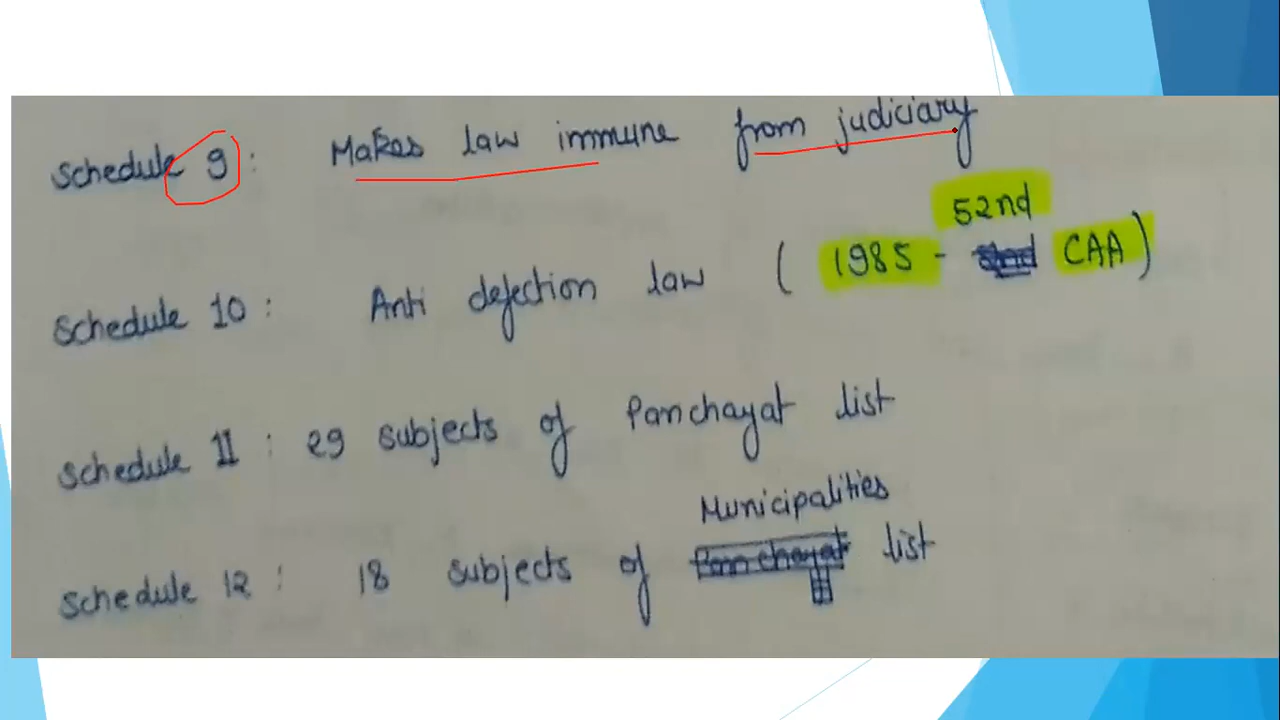 Schedule 9 : Makes law immune from judiciary
52nd
Schedule 10 : Anti defection law ( 1985 - CAA )
Schedule 11 : 29 subjects of Panchayat list
Municipalities
Schedule 12 : 18 subjects of Panchayat list